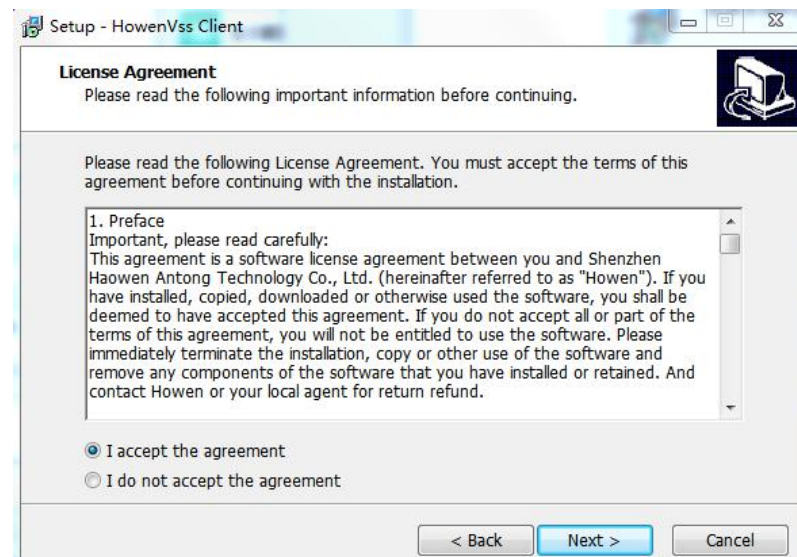 Setup - HowenVss Client
License Agreement
Please read the following important information before continuing.
Please read the following License Agreement. You must accept the terms of this
agreement before continuing with the installation.
1. Preface
Important, please read carefully:
This agreement is a software license agreement between you and Shenzhen
Haowen Antong Technology Co., Ltd. (hereinafter referred to as "Howen"). If you
have installed, copied, downloaded or otherwise used the software, you shall be
deemed to have accepted this agreement. If you do not accept all or part of the
terms of this agreement, you will not be entitled to use the software. Please
immediately terminate the installation, copy or other use of the software and
remove any components of the software that you have installed or retained. And
contact Howen or your local agent for return refund.
I accept the agreement
I do not accept the agreement
< Back
Next >
Cancel